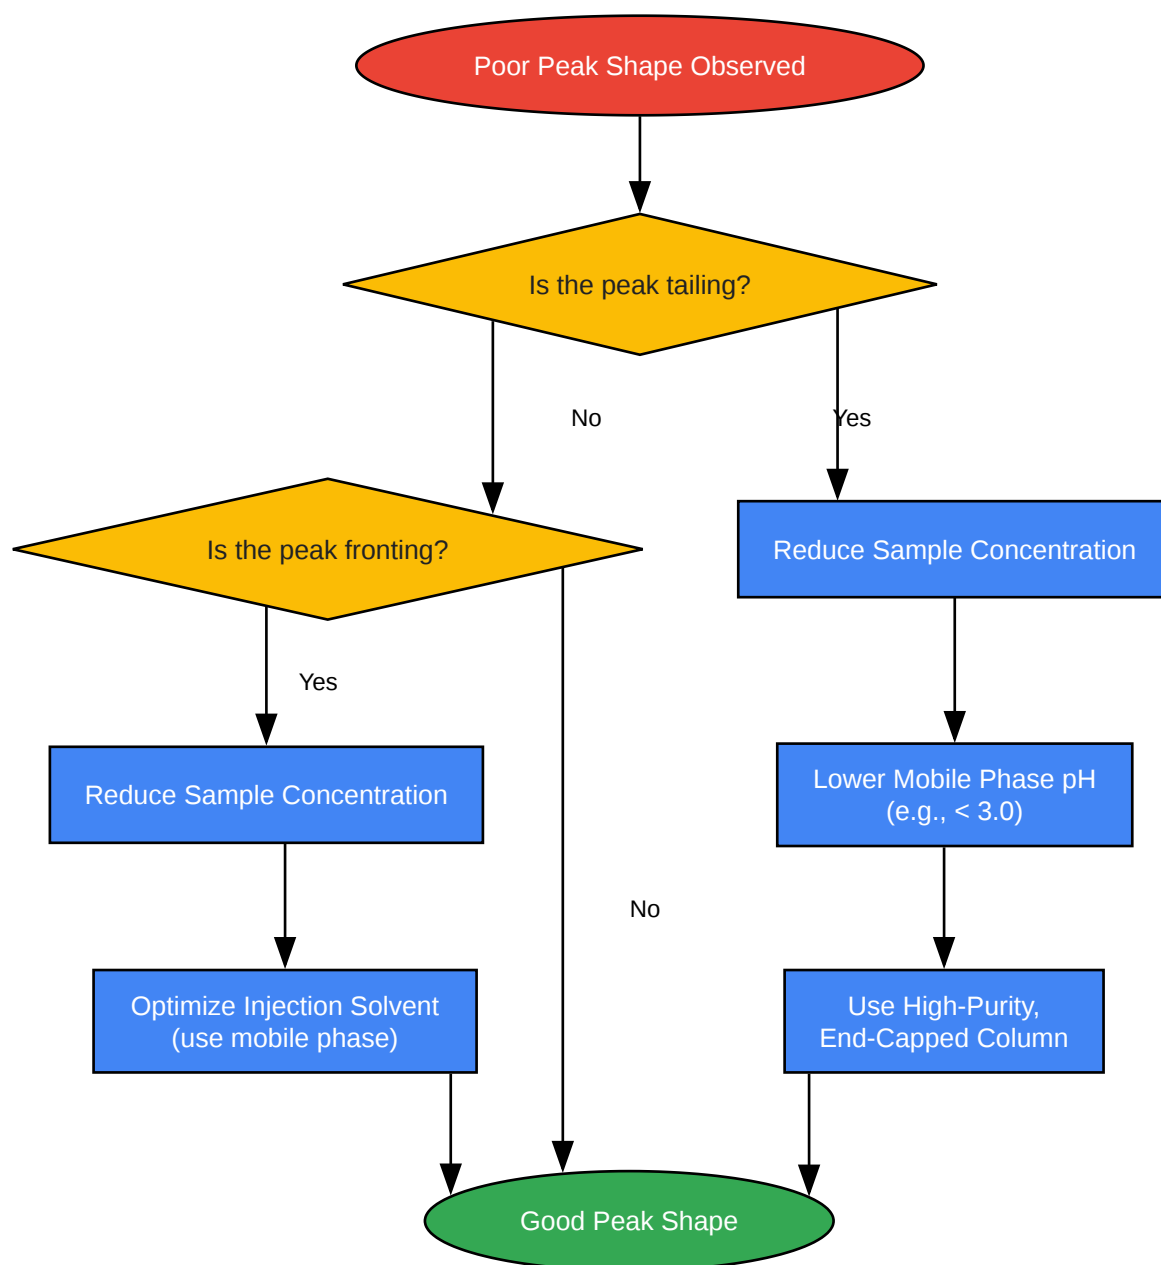 Poor Peak Shape Observed
Is the peak tailing?
No
Yes
Is the peak fronting?
Reduce Sample Concentration
Yes
Reduce Sample Concentration
Lower Mobile Phase pH
(e.g., < 3.0)
No
Optimize Injection Solvent
(use mobile phase)
Use High-Purity,
End-Capped Column
Good Peak Shape